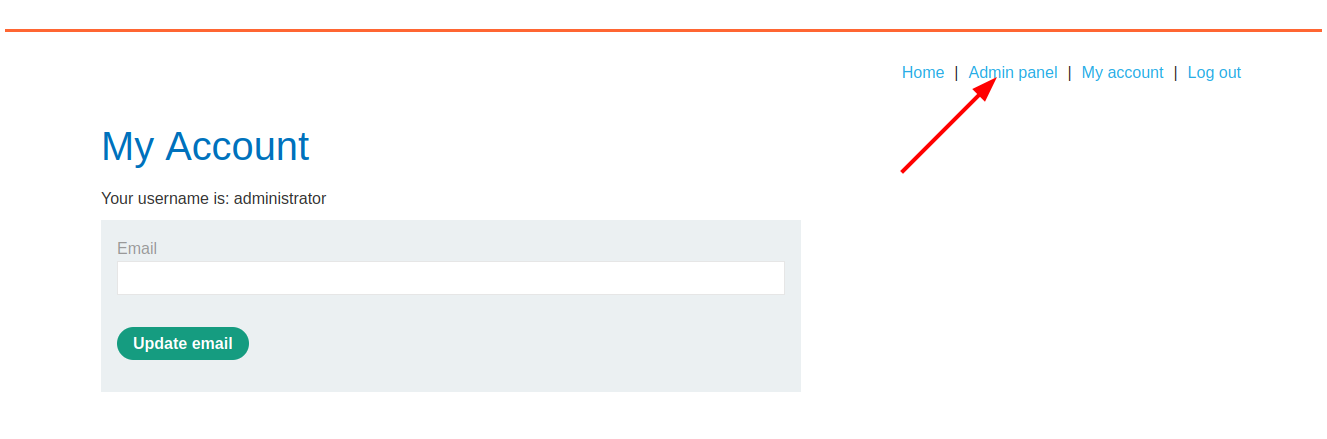 Home | Admin panel | My account | Log out
My Account
Your username is: administrator
Email
Update email